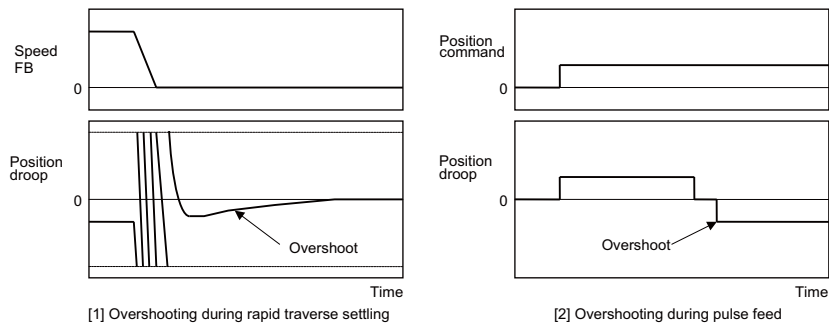 Speed
FB
0
Position
droop
0
Overshoot
Time
[1] Overshooting during rapid traverse settling
Position
command
0
Position
droop
0
Overshoot
Time
[2] Overshooting during pulse feed